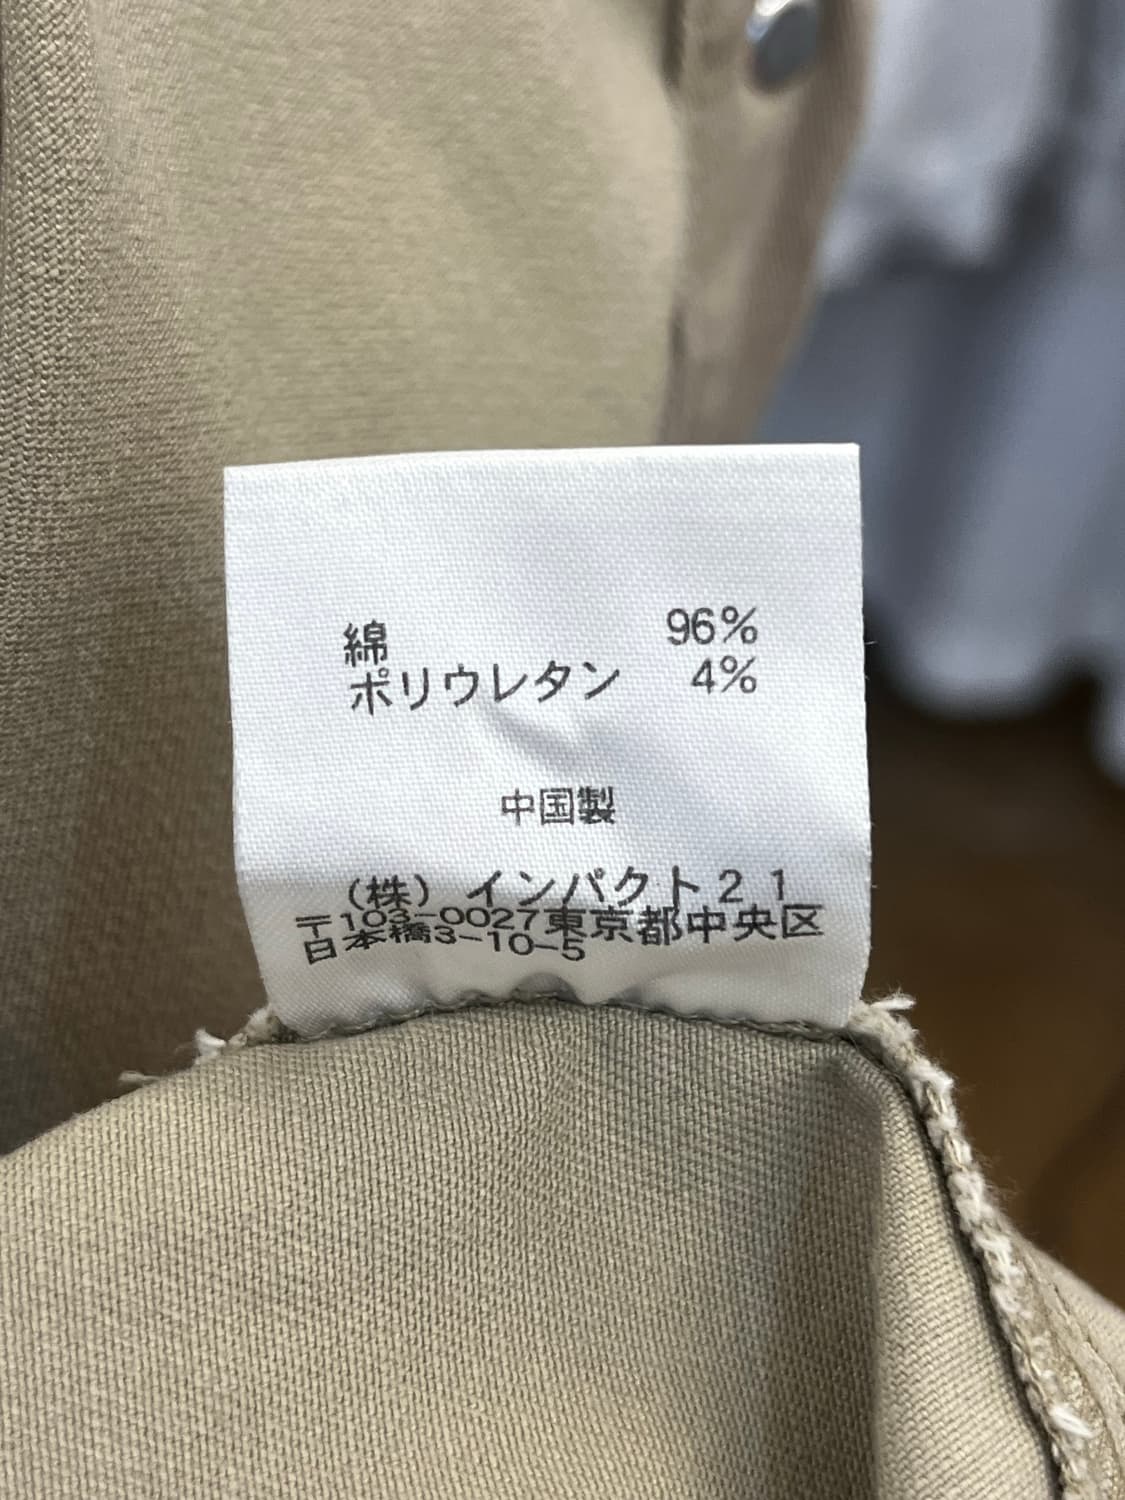 綿 96%
ポリウレタン 4%
中国製
（株）インパクト２１
〒103-0027東京都中央区
日本橋3-10-5